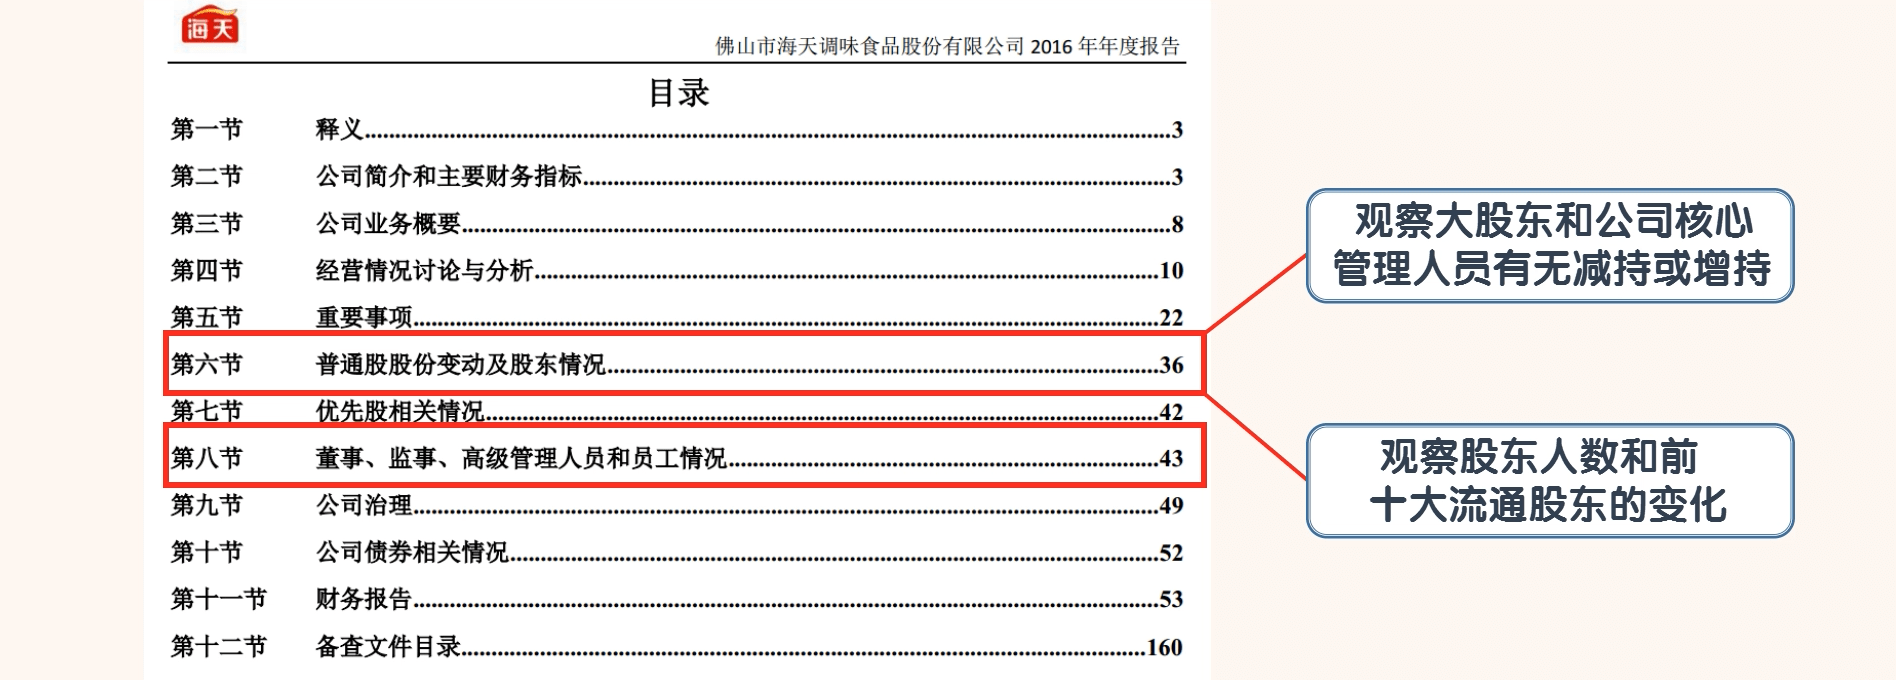 海天
佛山市海天调味食品股份有限公司 2016 年年度报告
目录
第一节 释义........................................3
第二节 公司简介和主要财务指标........................................3
第三节 公司业务概要........................................8
第四节 经营情况讨论与分析........................................10
第五节 重要事项........................................22
第六节 普通股股份变动及股东情况........................................36
第七节 优先股相关情况........................................42
第八节 董事、监事、高级管理人员和员工情况........................................43
第九节 公司治理........................................49
第十节 公司债券相关情况........................................52
第十一节 财务报告........................................53
第十二节 备查文件目录........................................160
观察大股东和公司核心
管理人员有无减持或增持
观察股东人数和前
十大流通股东的变化